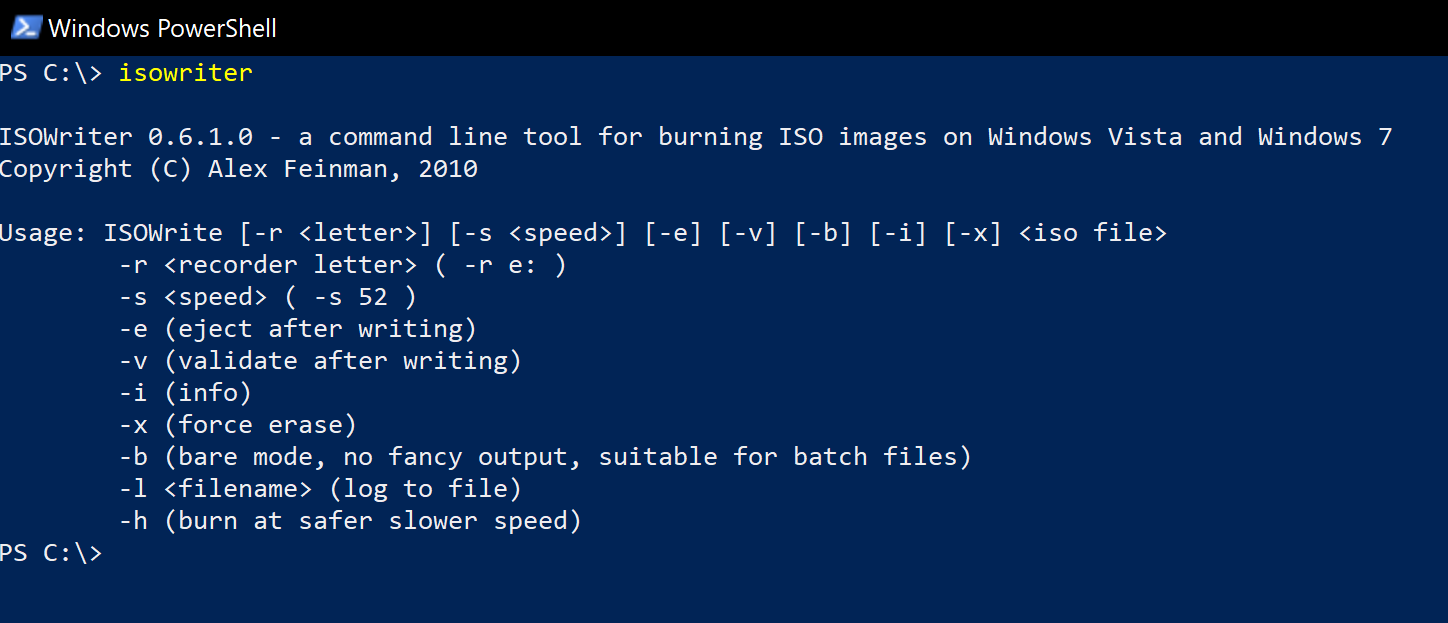 Windows PowerShell
PS C:\> isowriter
ISOWriter 0.6.1.0 - a command line tool for burning ISO images on Windows Vista and Windows 7
Copyright (C) Alex Feinman, 2010
Usage: ISOWrite [-r <letter>] [-s <speed>] [-e] [-v] [-b] [-i] [-x] <iso file>
-r <recorder letter> ( -r e: )
-s <speed> ( -s 52 )
-e (eject after writing)
-v (validate after writing)
-i (info)
-x (force erase)
-b (bare mode, no fancy output, suitable for batch files)
-l <filename> (log to file)
-h (burn at safer slower speed)
PS C:\>